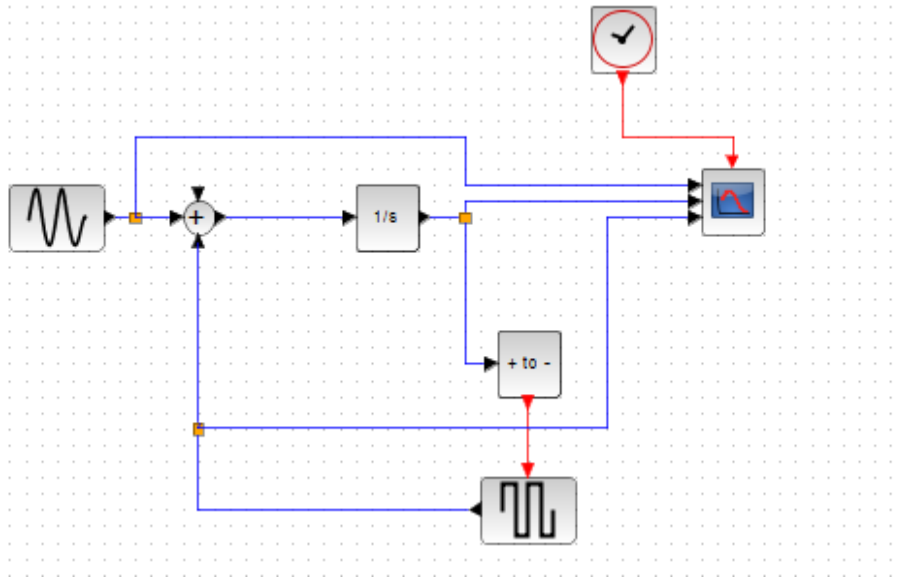 +
1/s
+ to -